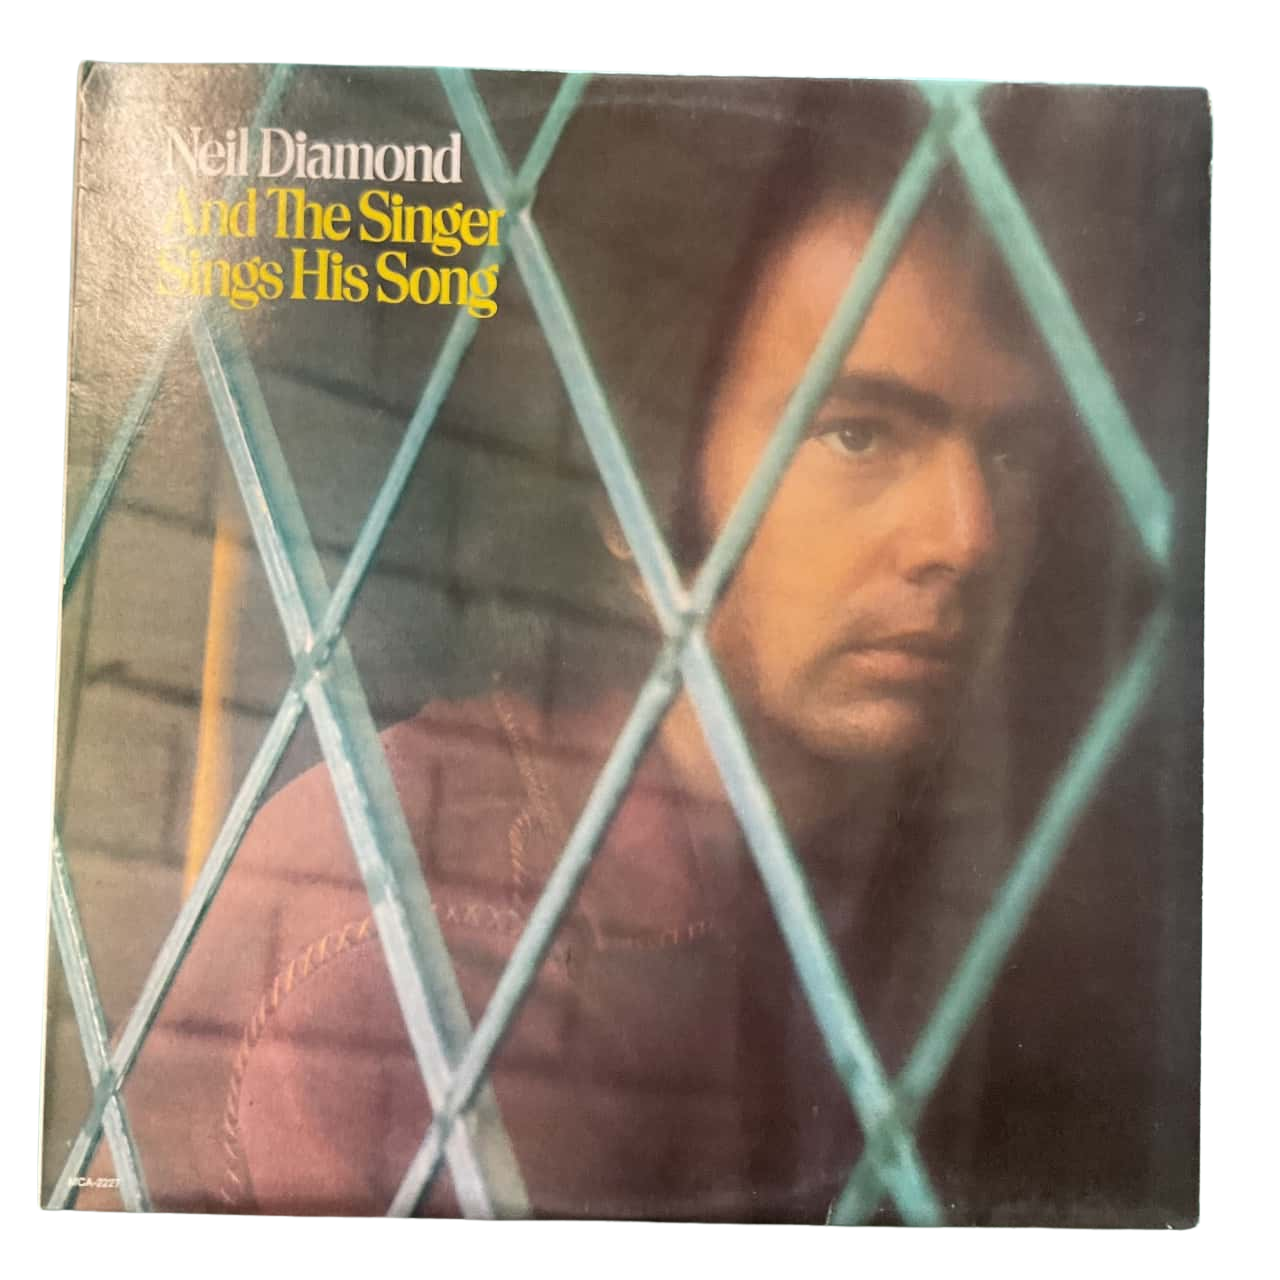 Neil Diamond
And The Singer
Sings His Song
MCA-2227